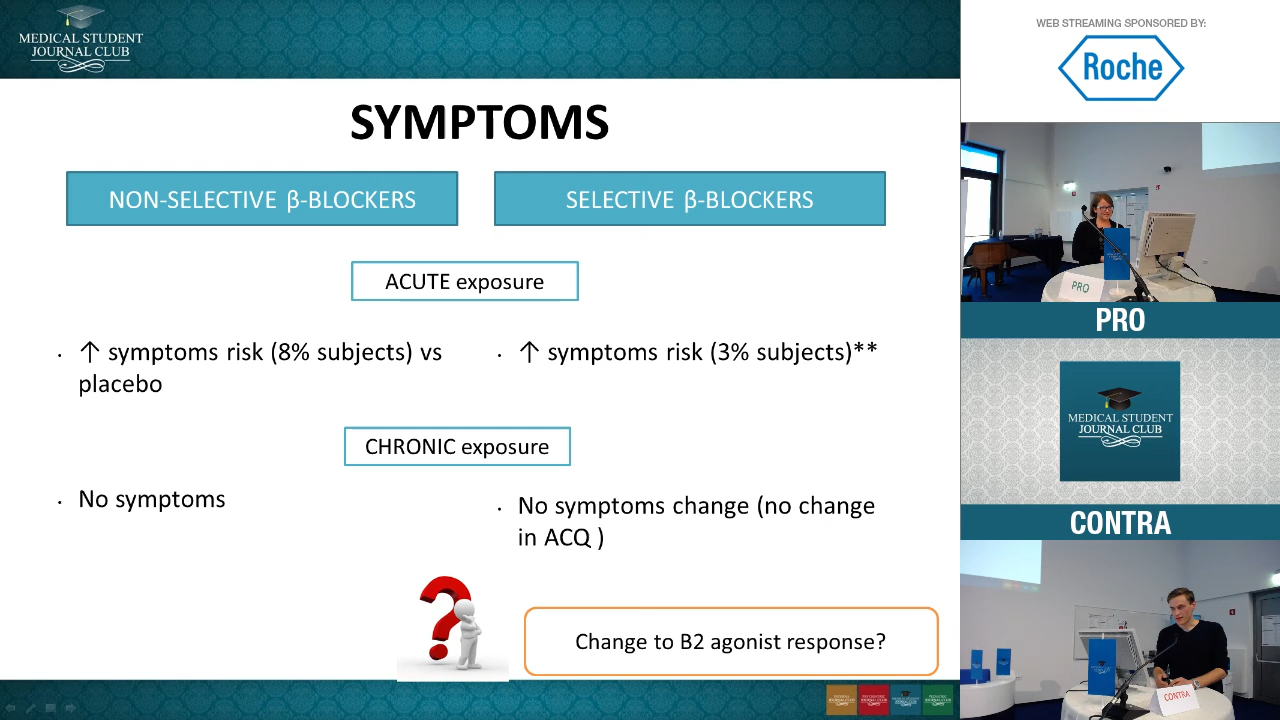 MEDICAL STUDENT
JOURNAL CLUB
SYMPTOMS
NON-SELECTIVE β-BLOCKERS
SELECTIVE β-BLOCKERS
ACUTE exposure
• ↑ symptoms risk (8% subjects) vs
placebo
• ↑ symptoms risk (3% subjects)**
CHRONIC exposure
• No symptoms
• No symptoms change (no change
in ACQ )
Change to B2 agonist response?
WEB STREAMING SPONSORED BY:
Roche
PRO
PRO
MEDICAL STUDENT
JOURNAL CLUB
CONTRA
CONTRA